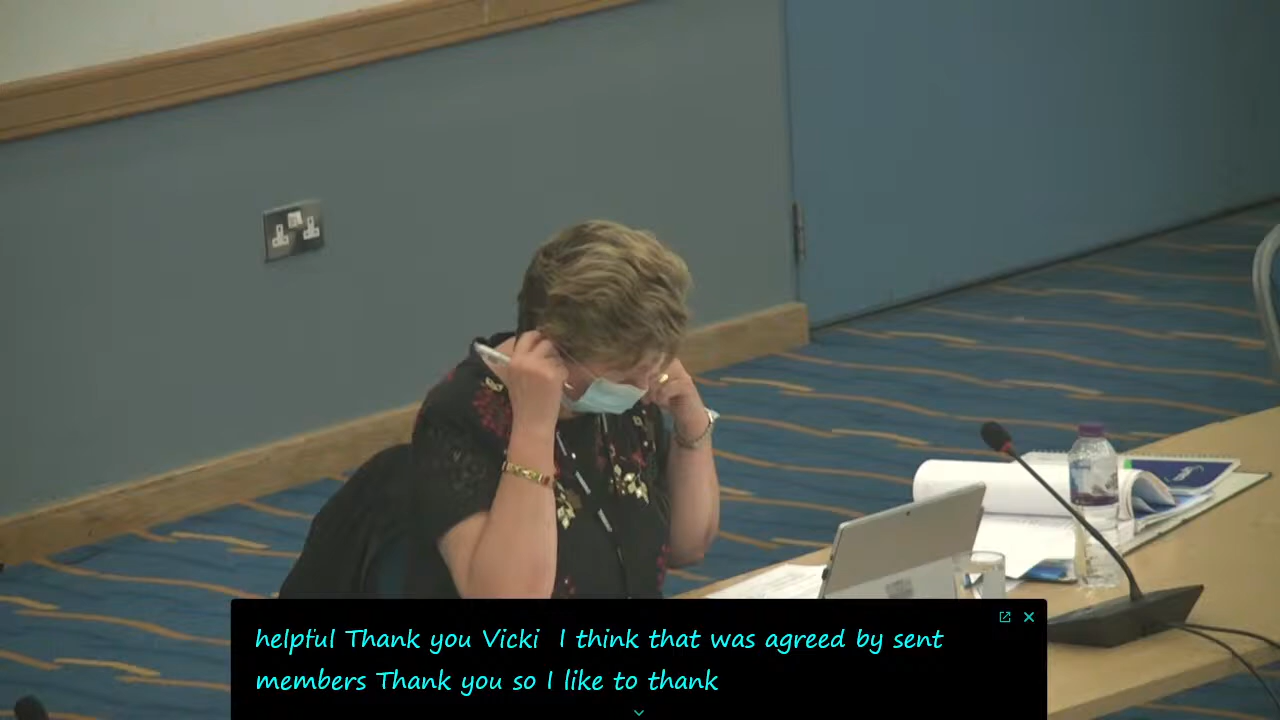 helpful Thank you Vicki I think that was agreed by sent
members Thank you so I like to thank